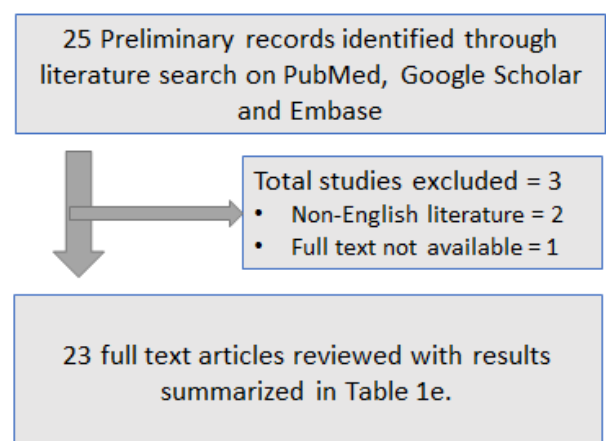 25 Preliminary records identified through
literature search on PubMed, Google Scholar
and Embase
Total studies excluded = 3
• Non-English literature = 2
• Full text not available = 1
23 full text articles reviewed with results
summarized in Table 1e.